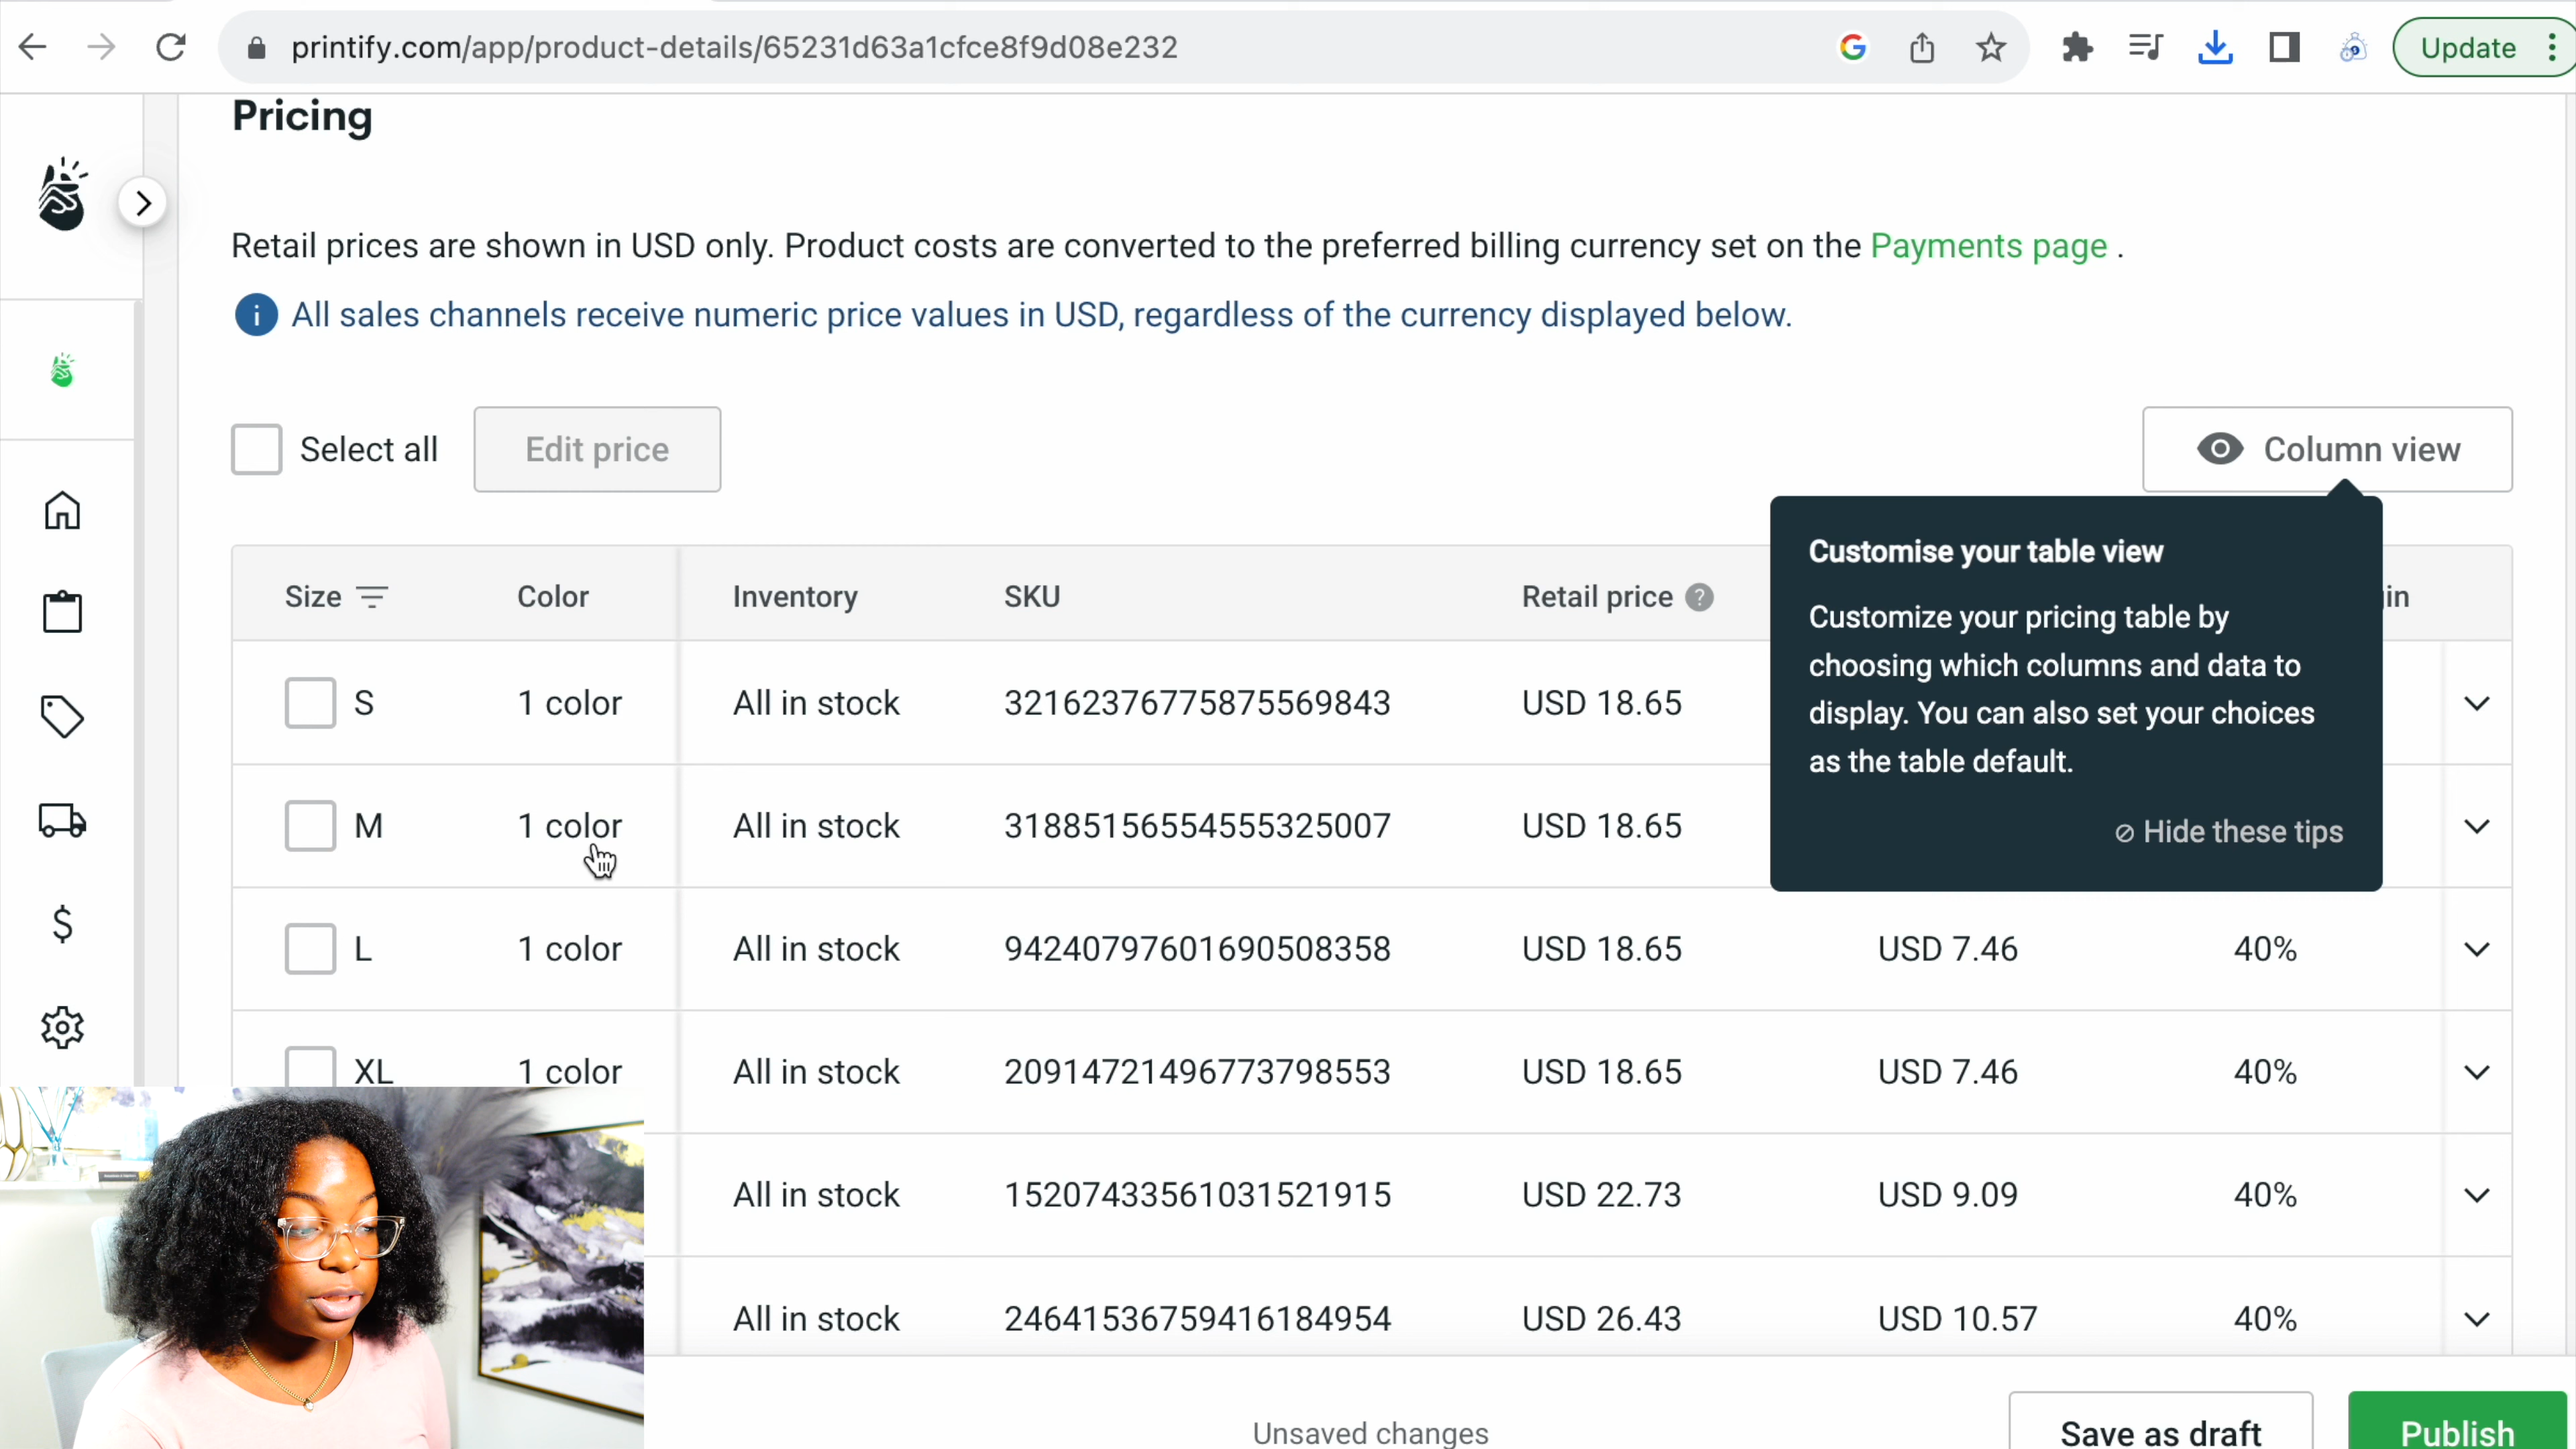 printify.com/app/product-details/65231d63a1cfce8f9d08e232
Update
Pricing
Retail prices are shown in USD only. Product costs are converted to the preferred billing currency set on the Payments page .
All sales channels receive numeric price values in USD, regardless of the currency displayed below.
Select all
Edit price
Column view
Customise your table view
Customize your pricing table by
choosing which columns and data to
display. You can also set your choices
as the table default.
Hide these tips
Size Color Inventory SKU Retail price in
S 1 color All in stock 32162376775875569843 USD 18.65
M 1 color All in stock 31885156554555325007 USD 18.65
L 1 color All in stock 94240797601690508358 USD 18.65 USD 7.46 40%
XL 1 color All in stock 20914721496773798553 USD 18.65 USD 7.46 40%
All in stock 15207433561031521915 USD 22.73 USD 9.09 40%
All in stock 24641536759416184954 USD 26.43 USD 10.57 40%
Unsaved changes
Save as draft
Publish